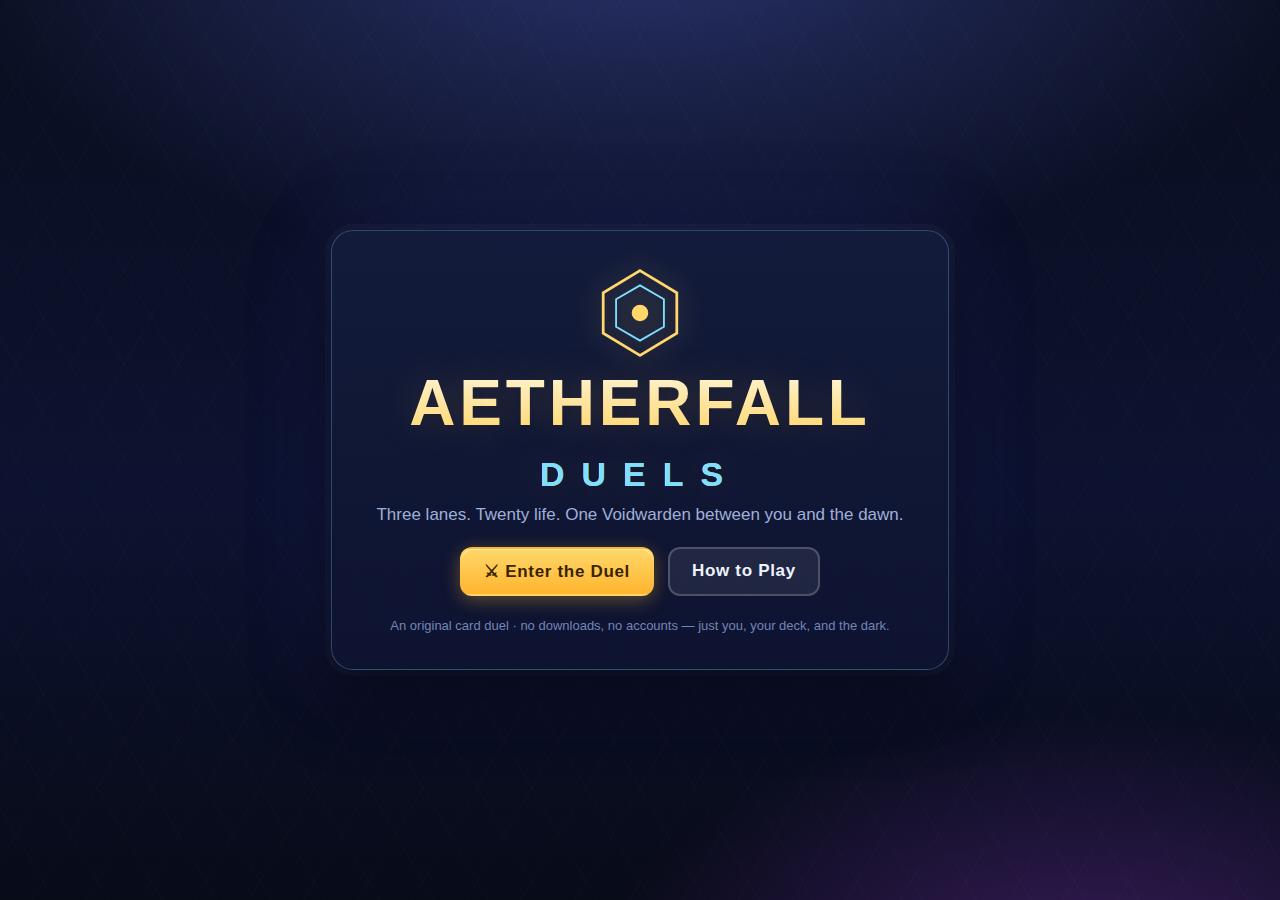 AETHERFALL
DUELS
Three lanes. Twenty life. One Voidwarden between you and the dawn.
⚔ Enter the Duel
How to Play
An original card duel · no downloads, no accounts — just you, your deck, and the dark.